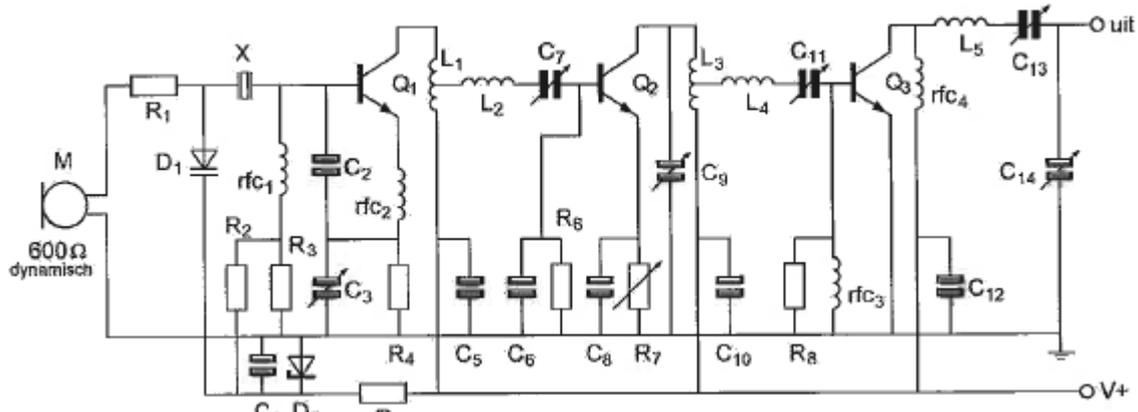 M
600Ω
dynamisch
R1
D1
X
rfc1
R2
R3
C2
C3
Q1
rfc2
R4
L1
L2
C7
C5
C6
R6
C8
Q2
R7
C9
L3
L4
C11
C10
R8
rfc3
Q3
rfc4
C12
L5
C13
C14
uit
V+